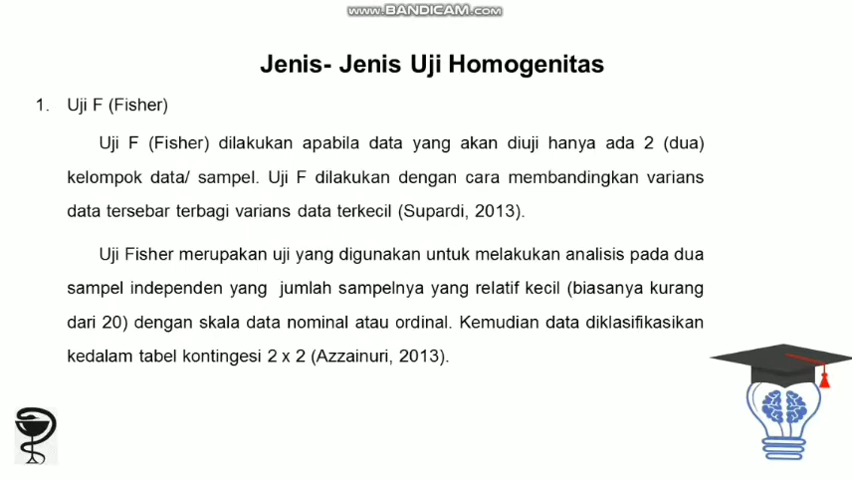 www.BANDICAM.com
Jenis- Jenis Uji Homogenitas
1. Uji F (Fisher)
Uji F (Fisher) dilakukan apabila data yang akan diuji hanya ada 2 (dua)
kelompok data/ sampel. Uji F dilakukan dengan cara membandingkan varians
data tersebar terbagi varians data terkecil (Supardi, 2013).
Uji Fisher merupakan uji yang digunakan untuk melakukan analisis pada dua
sampel independen yang jumlah sampelnya yang relatif kecil (biasanya kurang
dari 20) dengan skala data nominal atau ordinal. Kemudian data diklasifikasikan
kedalam tabel kontingesi 2 x 2 (Azzainuri, 2013).